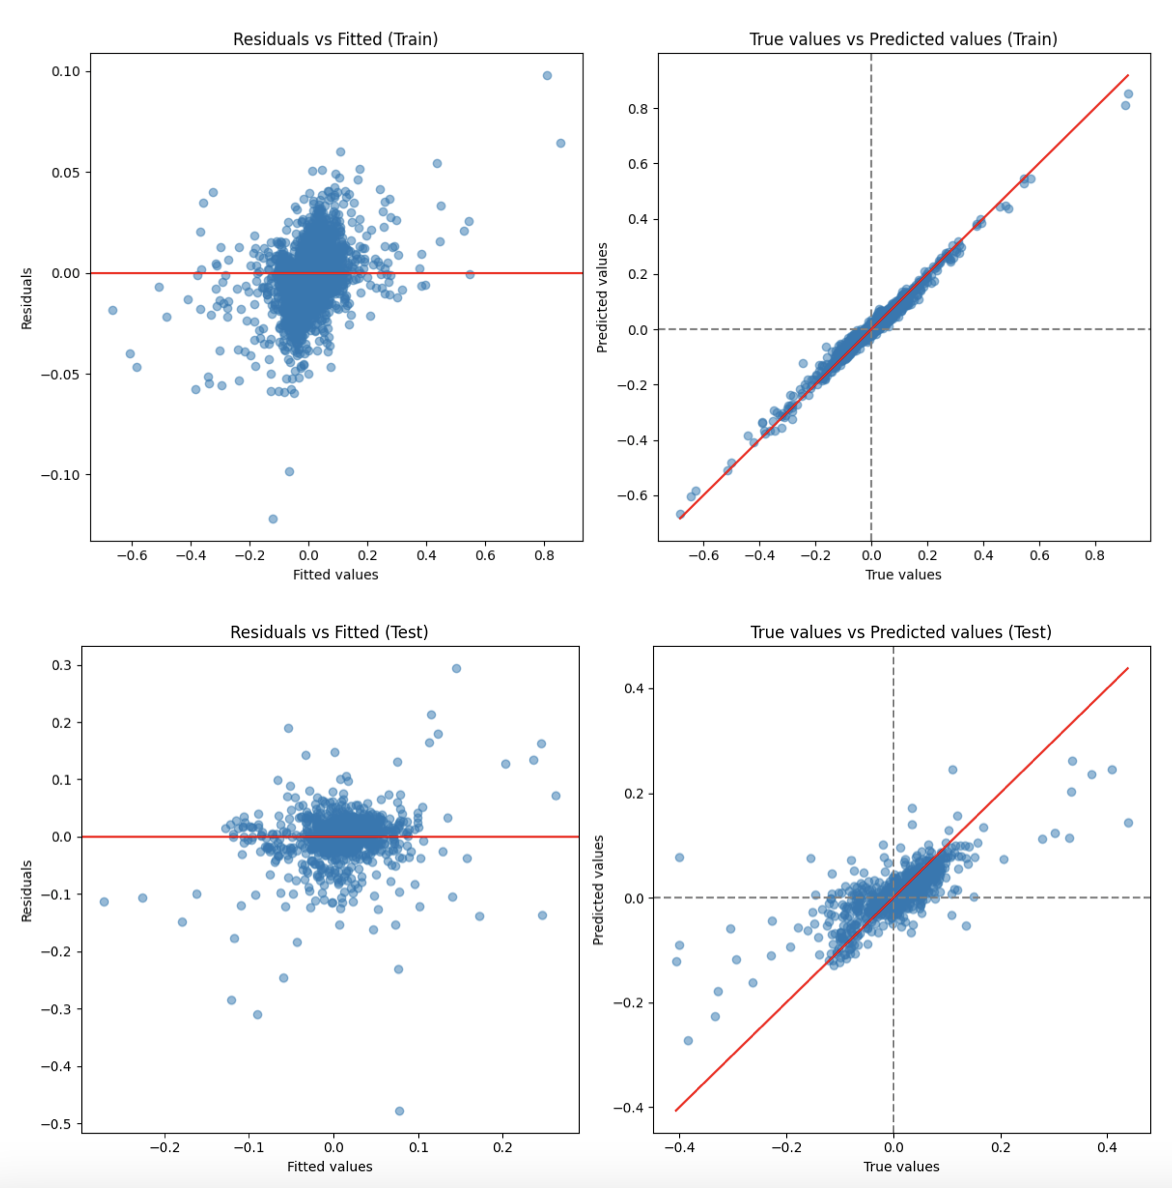 Residuals vs Fitted (Train)
0.10
0.05
0.00
−0.05
−0.10
Residuals
−0.6 −0.4 −0.2 0.0 0.2 0.4 0.6 0.8
Fitted values
True values vs Predicted values (Train)
0.8
0.6
0.4
0.2
0.0
−0.2
−0.4
−0.6
Predicted values
−0.6 −0.4 −0.2 0.0 0.2 0.4 0.6 0.8
True values
Residuals vs Fitted (Test)
0.3
0.2
0.1
0.0
−0.1
−0.2
−0.3
−0.4
−0.5
Residuals
−0.2 −0.1 0.0 0.1 0.2
Fitted values
True values vs Predicted values (Test)
0.4
0.2
0.0
−0.2
−0.4
Predicted values
−0.4 −0.2 0.0 0.2 0.4
True values